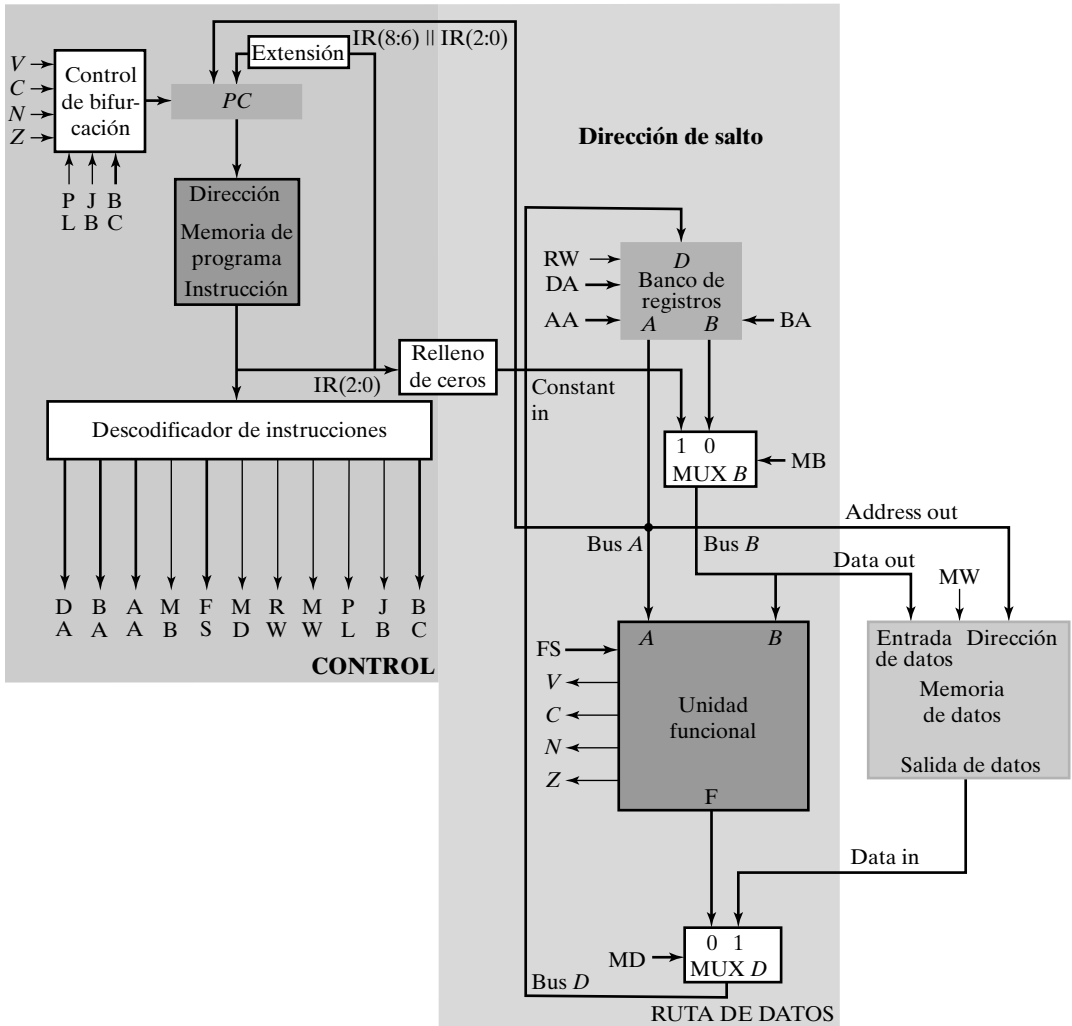 IR(8:6) || IR(2:0)
Extensión
V
C
N
Z
Control
de bifur-
cación
PC
P
L
J
B
B
C
Dirección de salto
Dirección
Memoria de
programa
Instrucción
RW
DA
AA
D
Banco de
registros
A
B
BA
IR(2:0)
Relleno
de ceros
Constant
in
Descodificador de instrucciones
1 0
MUX B
MB
Address out
Bus A
Bus B
Data out
MW
D
A
B
A
A
A
M
B
F
S
M
D
R
W
M
W
P
L
J
B
B
C
CONTROL
FS
V
C
N
Z
A
B
Unidad
funcional
F
Entrada
de datos
Dirección
Memoria
de datos
Salida de datos
Data in
MD
0 1
MUX D
Bus D
RUTA DE DATOS